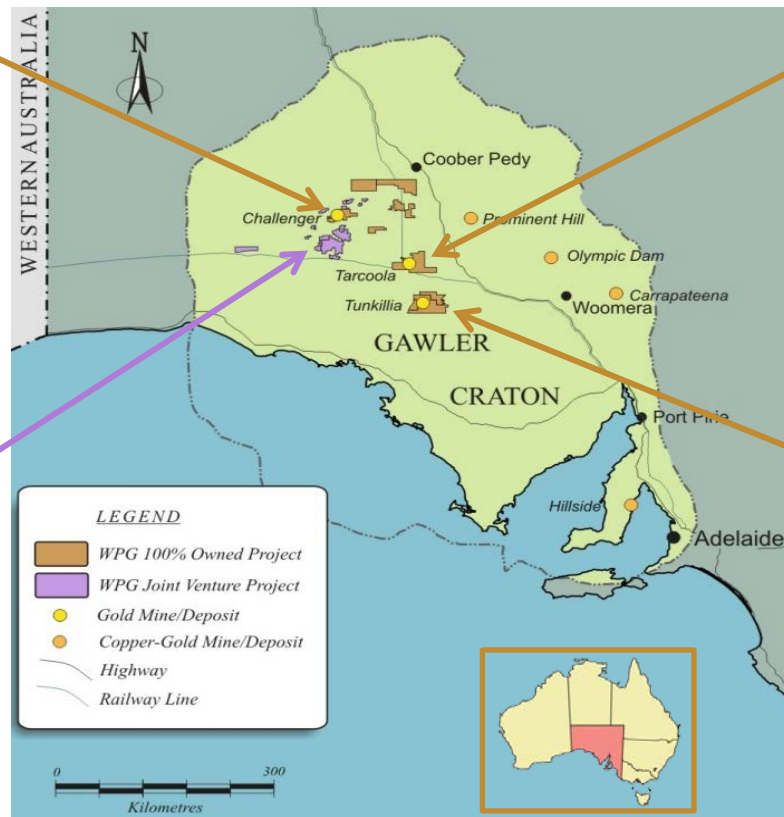 WESTERN AUSTRALIA
N
Coober Pedy
Challenger
Prominent Hill
Olympic Dam
Tarcoola
Carrapateena
Woomera
Tunkillia
GAWLER
CRATON
Port Pirie
Hillside
Adelaide
LEGEND
WPG 100% Owned Project
WPG Joint Venture Project
Gold Mine/Deposit
Copper-Gold Mine/Deposit
Highway
Railway Line
0 300
Kilometres